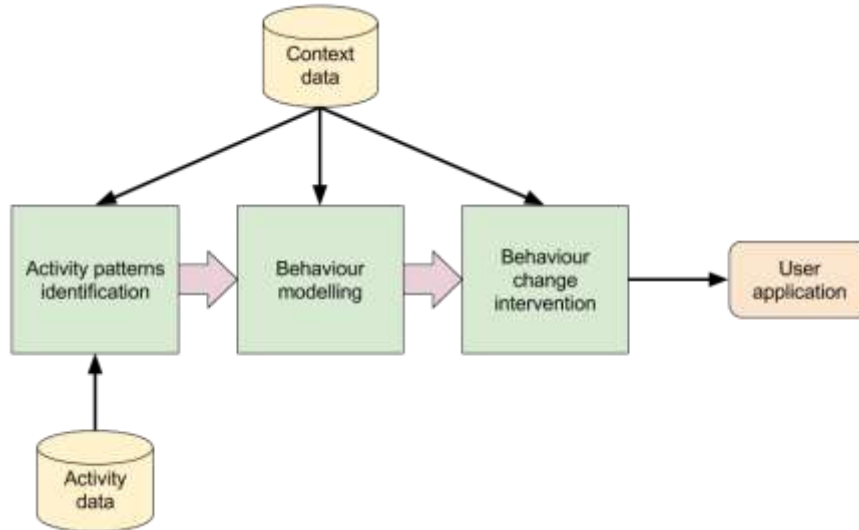 Context
data
Activity patterns
identification
Behaviour
modelling
Behaviour
change
intervention
User
application
Activity
data